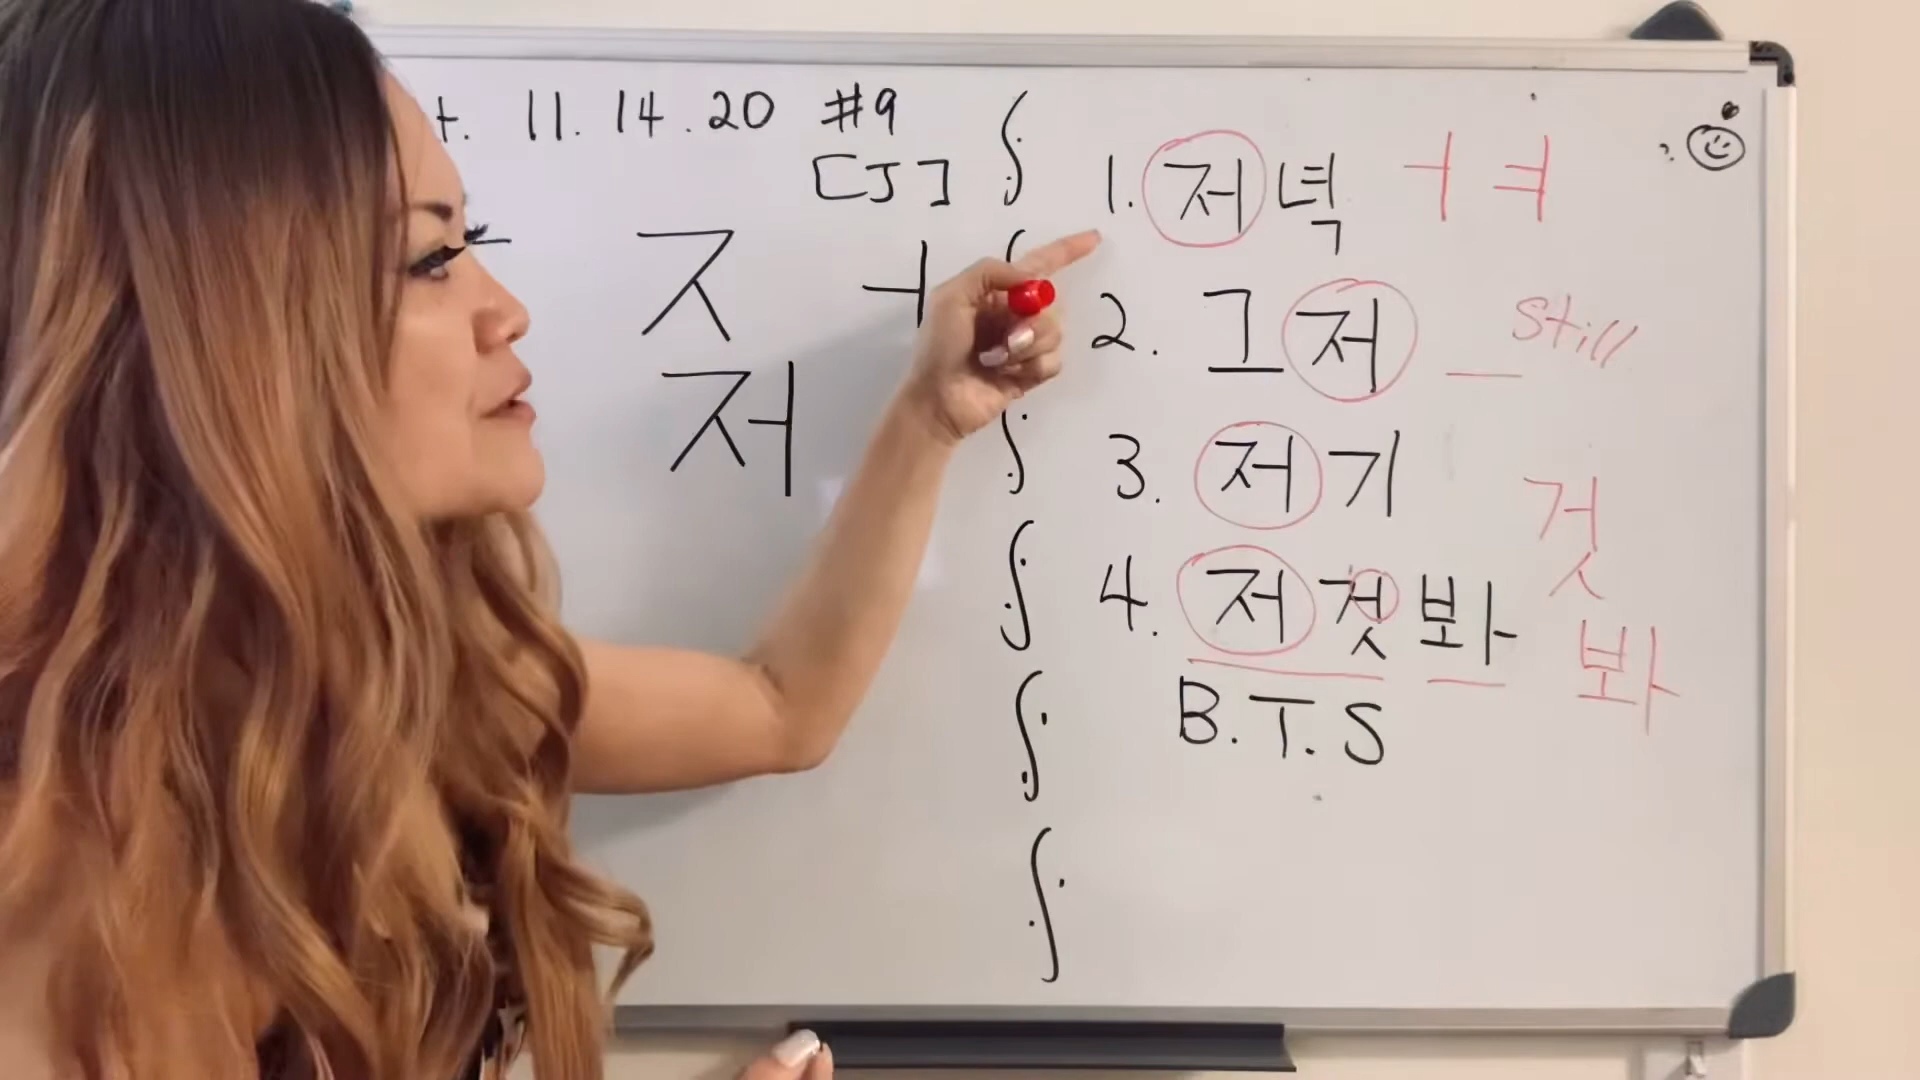 t. 11.14.20 #9
[J]
ㅈ ㅓ
저
1. 저녁 ㅓ ㅕ
2. 그저 _ still
3. 저기
4. 저것봐
것
봐
B.T.S